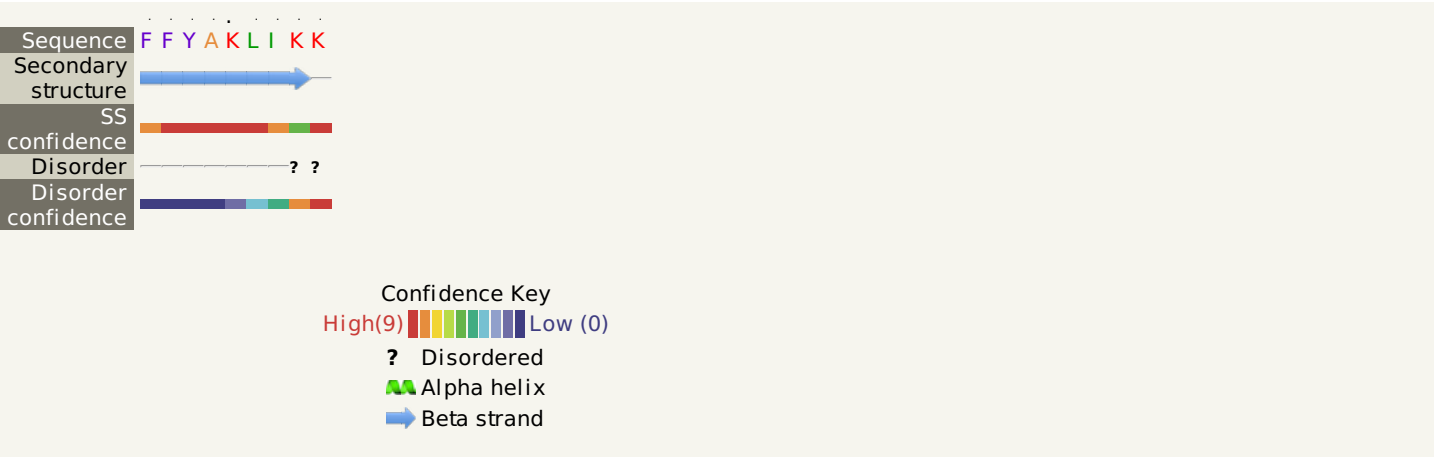 Sequence F F Y A K L I K K
Secondary
structure
SS
confidence
Disorder ? ?
Disorder
confidence
Confidence Key
High(9) Low (0)
? Disordered
Alpha helix
Beta strand